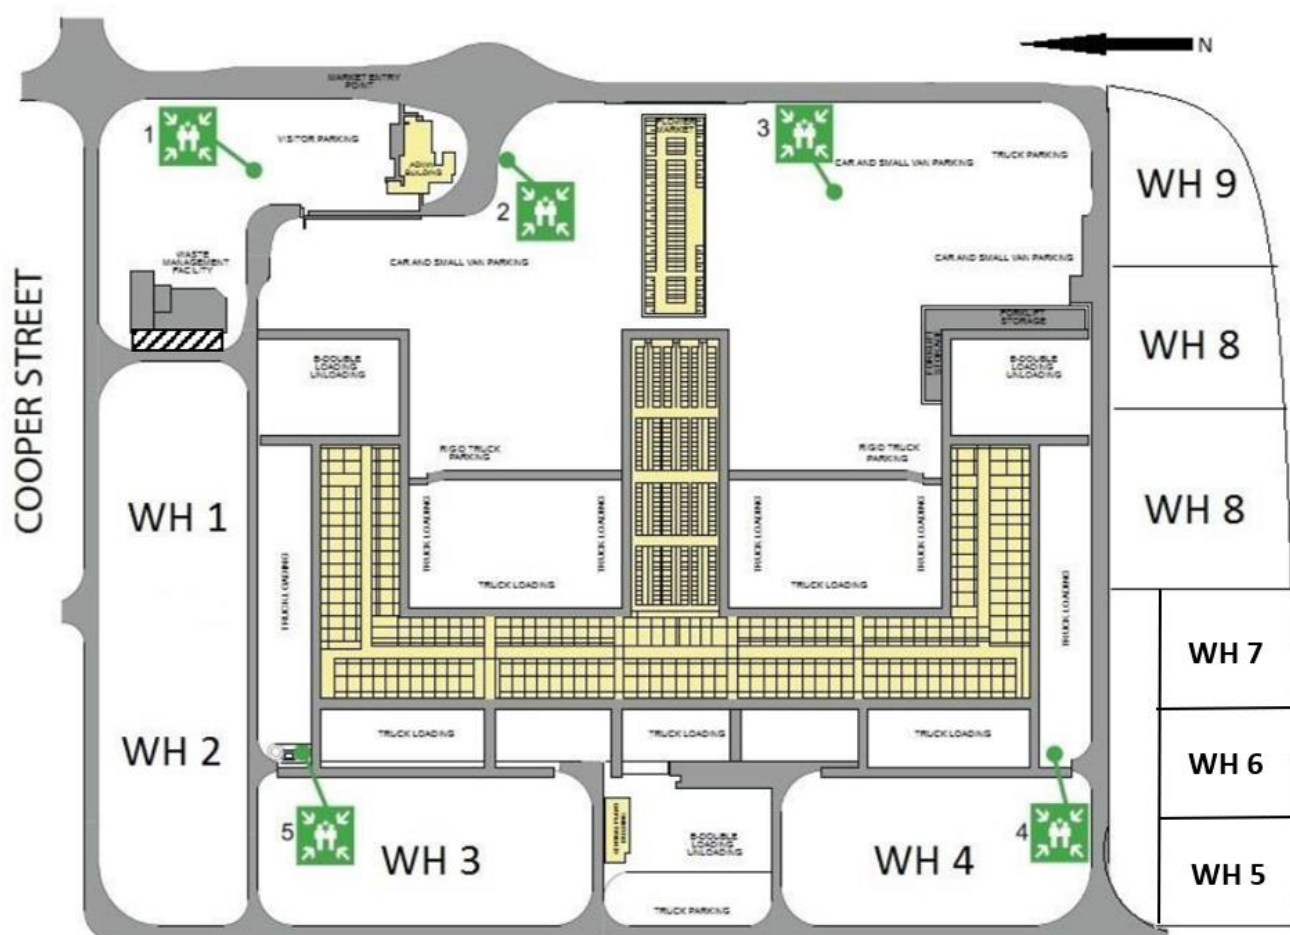 N
MARKET ENTRY
POINT
1
VISITOR PARKING
ADMIN
BUILDING
2
FLOWER
MARKET
3
CAR AND SMALL VAN PARKING
TRUCK PARKING
WH 9
WASTE
MANAGEMENT
FACILITY
CAR AND SMALL VAN PARKING
CAR AND SMALL VAN PARKING
COOPER STREET
FORKLIFT
STORAGE
FORKLIFT
STORAGE
B-DOUBLE
LOADING
UNLOADING
B-DOUBLE
LOADING
UNLOADING
WH 8
RIGID TRUCK
PARKING
RIGID TRUCK
PARKING
WH 1
TRUCK LOADING
TRUCK LOADING
TRUCK LOADING
TRUCK LOADING
WH 8
TRUCK LOADING
TRUCK LOADING
TRUCK LOADING
TRUCK LOADING
WH 7
WH 2
TRUCK LOADING
TRUCK LOADING
TRUCK LOADING
WH 6
5
WH 3
B-DOUBLE
LOADING
UNLOADING
WH 4
4
WH 5
TRUCK PARKING